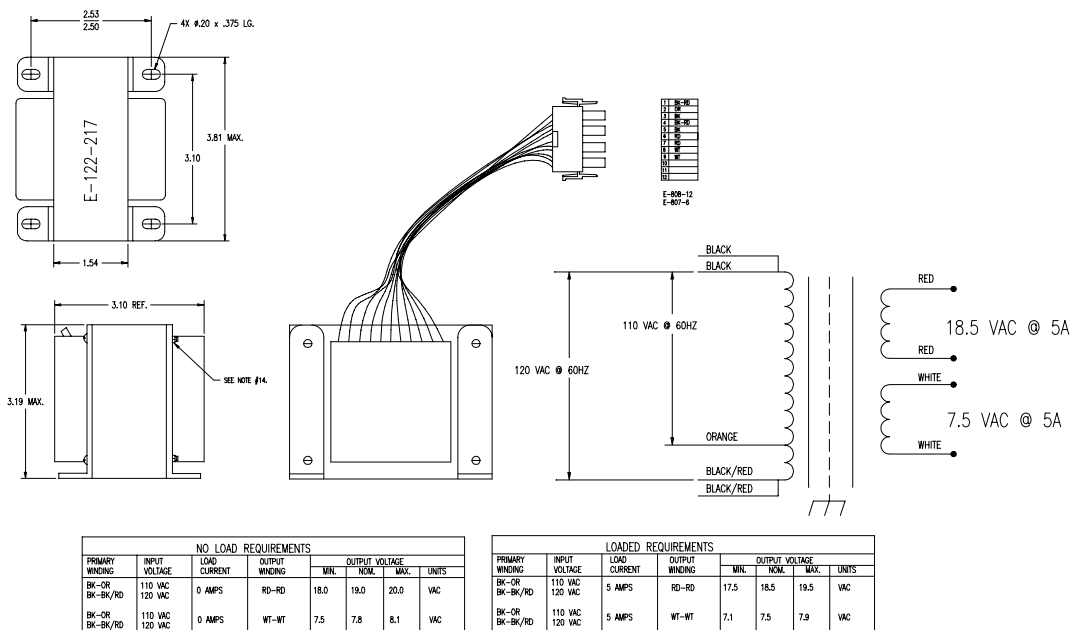 2.53
2.50
4X ø.20 x .375 LG.
E-122-217
3.81 MAX.
3.10
1.54
1 BK-RD
2 OR
3 BK
4 BK-RD
5 BK
6 RD
7 RD
8 WT
9 WT
10
11
12
E-808-12
E-807-6
3.10 REF.
SEE NOTE #14.
3.19 MAX.
BLACK
BLACK
110 VAC @ 60HZ
120 VAC @ 60HZ
ORANGE
BLACK/RED
BLACK/RED
RED
18.5 VAC @ 5A
RED
WHITE
7.5 VAC @ 5A
WHITE
NO LOAD REQUIREMENTS
PRIMARY WINDING INPUT VOLTAGE LOAD CURRENT OUTPUT WINDING OUTPUT VOLTAGE
MIN. NOM. MAX. UNITS
BK-OR 110 VAC
BK-BK/RD 120 VAC 0 AMPS RD-RD 18.0 19.0 20.0 VAC
BK-OR 110 VAC
BK-BK/RD 120 VAC 0 AMPS WT-WT 7.5 7.8 8.1 VAC
LOADED REQUIREMENTS
PRIMARY WINDING INPUT VOLTAGE LOAD CURRENT OUTPUT WINDING OUTPUT VOLTAGE
MIN. NOM. MAX. UNITS
BK-OR 110 VAC
BK-BK/RD 120 VAC 5 AMPS RD-RD 17.5 18.5 19.5 VAC
BK-OR 110 VAC
BK-BK/RD 120 VAC 5 AMPS WT-WT 7.1 7.5 7.9 VAC